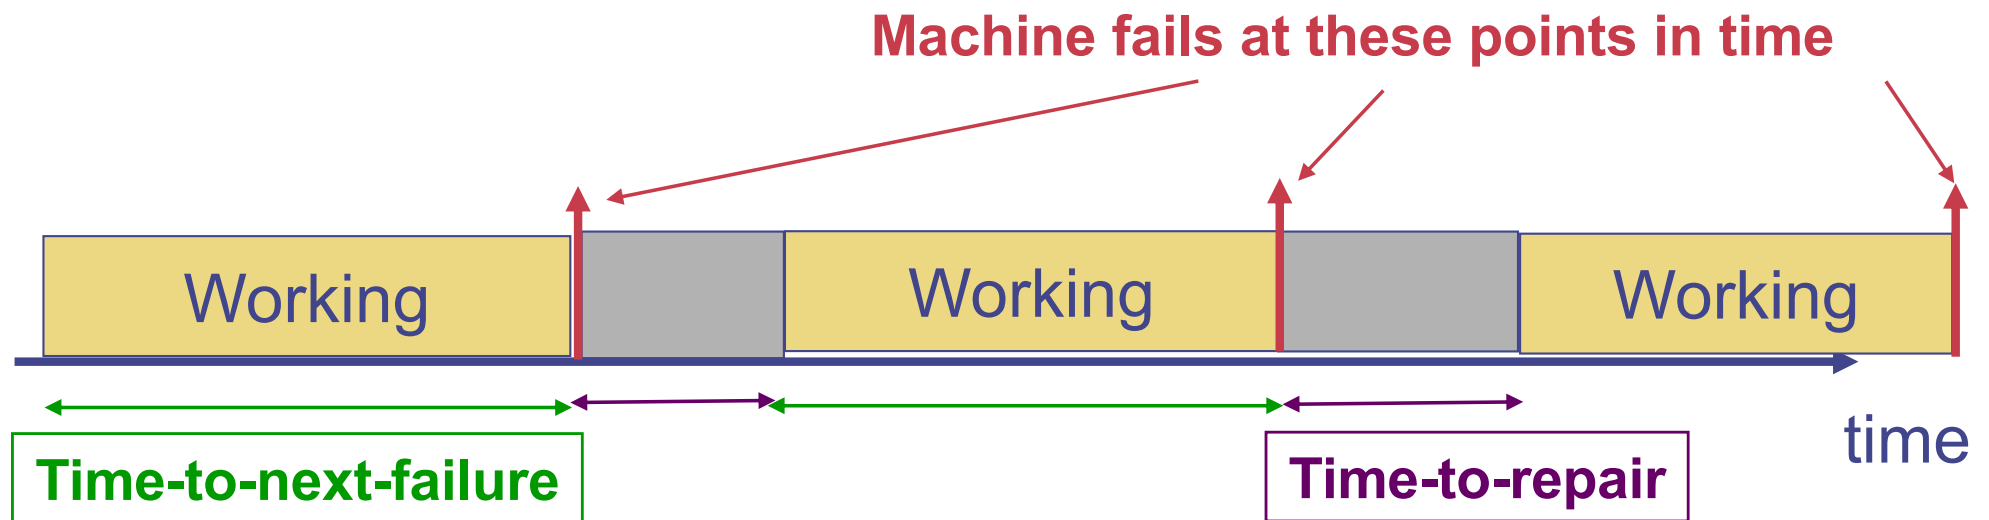 Machine fails at these points in time
Working
Working
Working
time
Time-to-next-failure
Time-to-repair